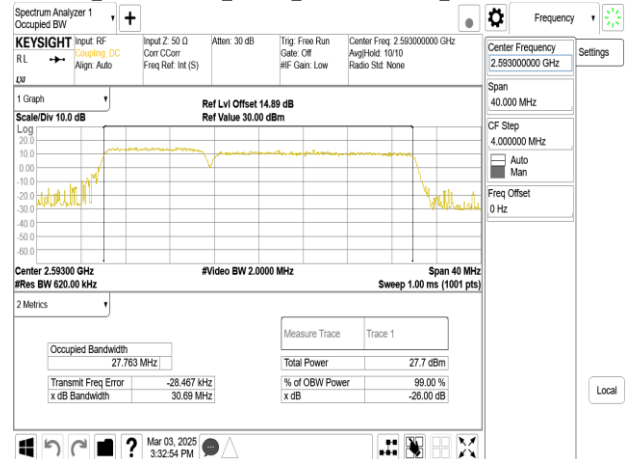 Spectrum Analyzer 1
Occupied BW
Frequency
KEYSIGHT
RL
Input: RF
Coupling: DC
Align: Auto
Input Z: 50 Ω
Corr CCorr
Freq Ref: Int (S)
Atten: 30 dB
Trig: Free Run
Gate: Off
#IF Gain: Low
Center Freq: 2.593000000 GHz
Avg|Hold: 10/10
Radio Std: None
LXI
Center Frequency
2.593000000 GHz
Settings
Span
40.000 MHz
CF Step
4.000000 MHz
Auto
Man
Freq Offset
0 Hz
Local
1 Graph
Scale/Div 10.0 dB
Ref Lvl Offset 14.89 dB
Ref Value 30.00 dBm
Log
20.0
10.0
0.00
-10.0
-20.0
-30.0
-40.0
-50.0
-60.0
Center 2.59300 GHz
#Res BW 620.00 kHz
#Video BW 2.0000 MHz
Span 40 MHz
Sweep 1.00 ms (1001 pts)
2 Metrics
Measure Trace Trace 1
Occupied Bandwidth
27.763 MHz
Total Power 27.7 dBm
Transmit Freq Error -28.467 kHz
% of OBW Power 99.00 %
x dB Bandwidth 30.69 MHz
x dB -26.00 dB
Mar 03, 2025
3:32:54 PM